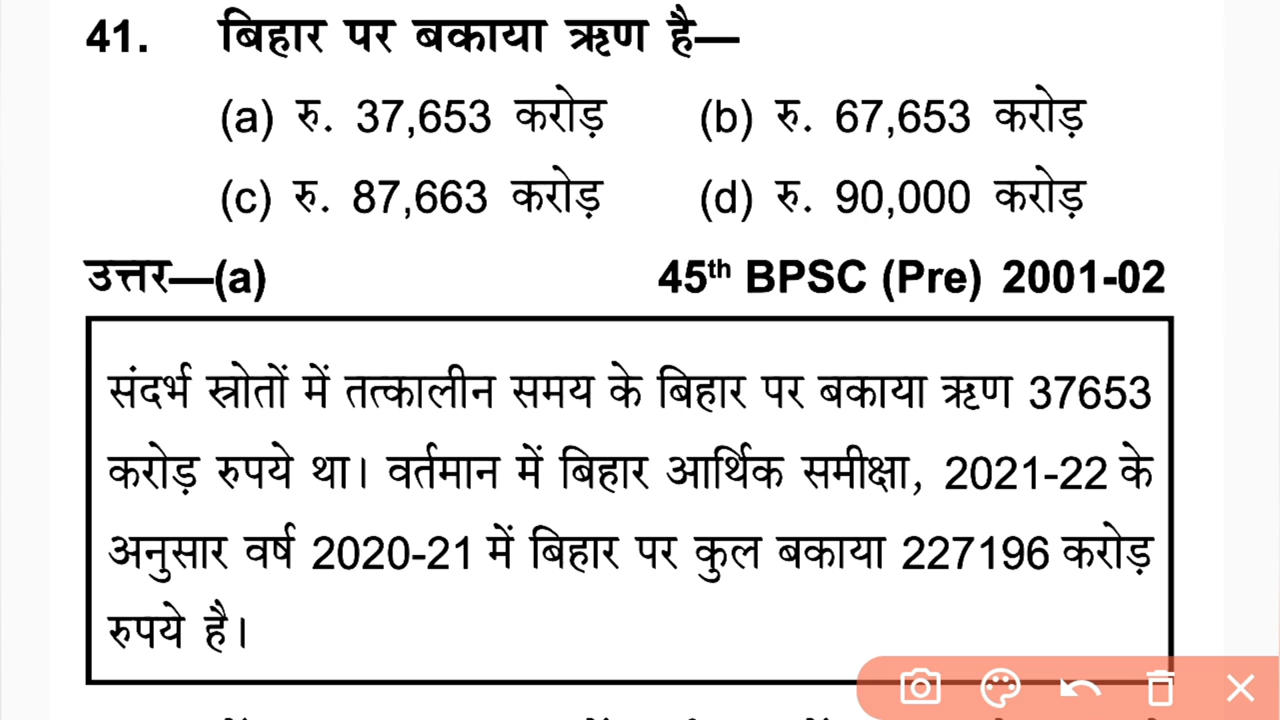 41. बिहार पर बकाया ऋण है—
(a) रु. 37,653 करोड़ (b) रु. 67,653 करोड़
(c) रु. 87,663 करोड़ (d) रु. 90,000 करोड़
उत्तर—(a) 45th BPSC (Pre) 2001-02
संदर्भ स्रोतों में तत्कालीन समय के बिहार पर बकाया ऋण 37653
करोड़ रुपये था। वर्तमान में बिहार आर्थिक समीक्षा, 2021-22 के
अनुसार वर्ष 2020-21 में बिहार पर कुल बकाया 227196 करोड़
रुपये है।